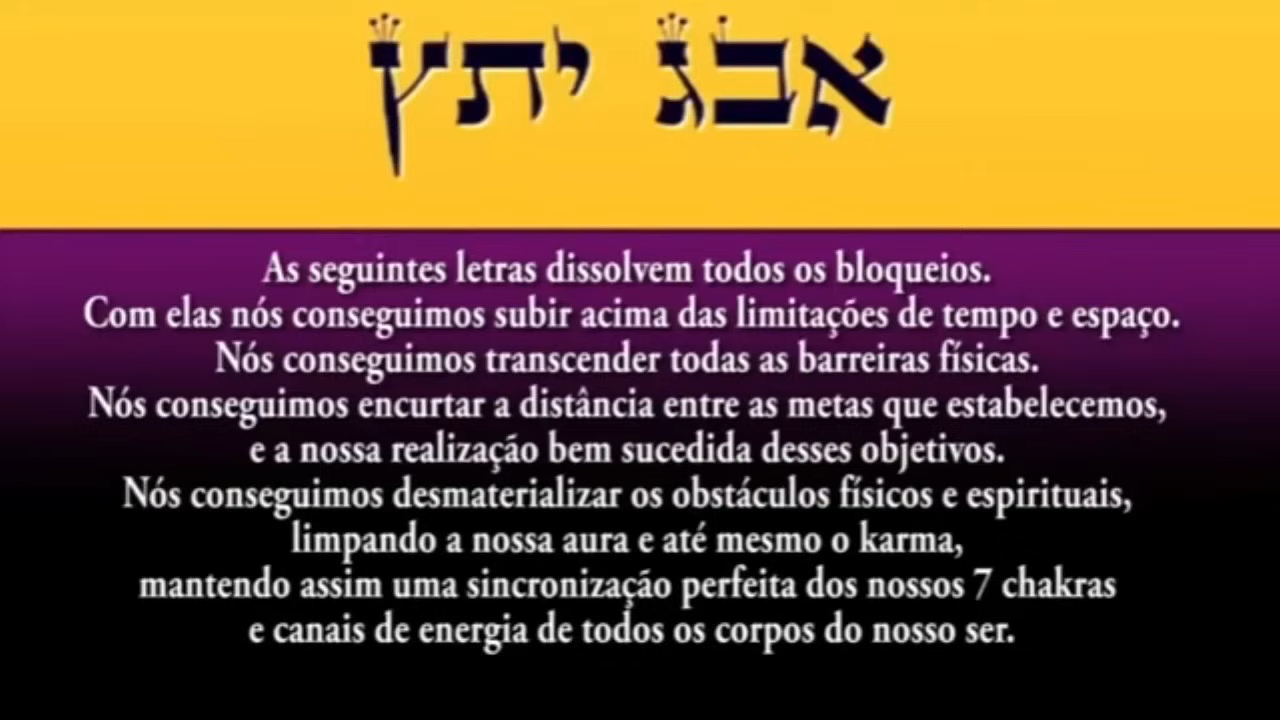 אבג יתץ
As seguintes letras dissolvem todos os bloqueios.
Com elas nós conseguimos subir acima das limitações de tempo e espaço.
Nós conseguimos transcender todas as barreiras físicas.
Nós conseguimos encurtar a distância entre as metas que estabelecemos,
e a nossa realização bem sucedida desses objetivos.
Nós conseguimos desmaterializar os obstáculos físicos e espirituais,
limpando a nossa aura e até mesmo o karma,
mantendo assim uma sincronização perfeita dos nossos 7 chakras
e canais de energia de todos os corpos do nosso ser.